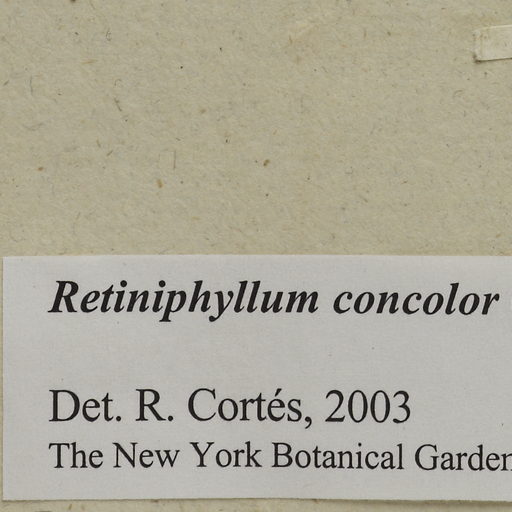 Retiniphyllum concolor
Det. R. Cortés, 2003
The New York Botanical Garden